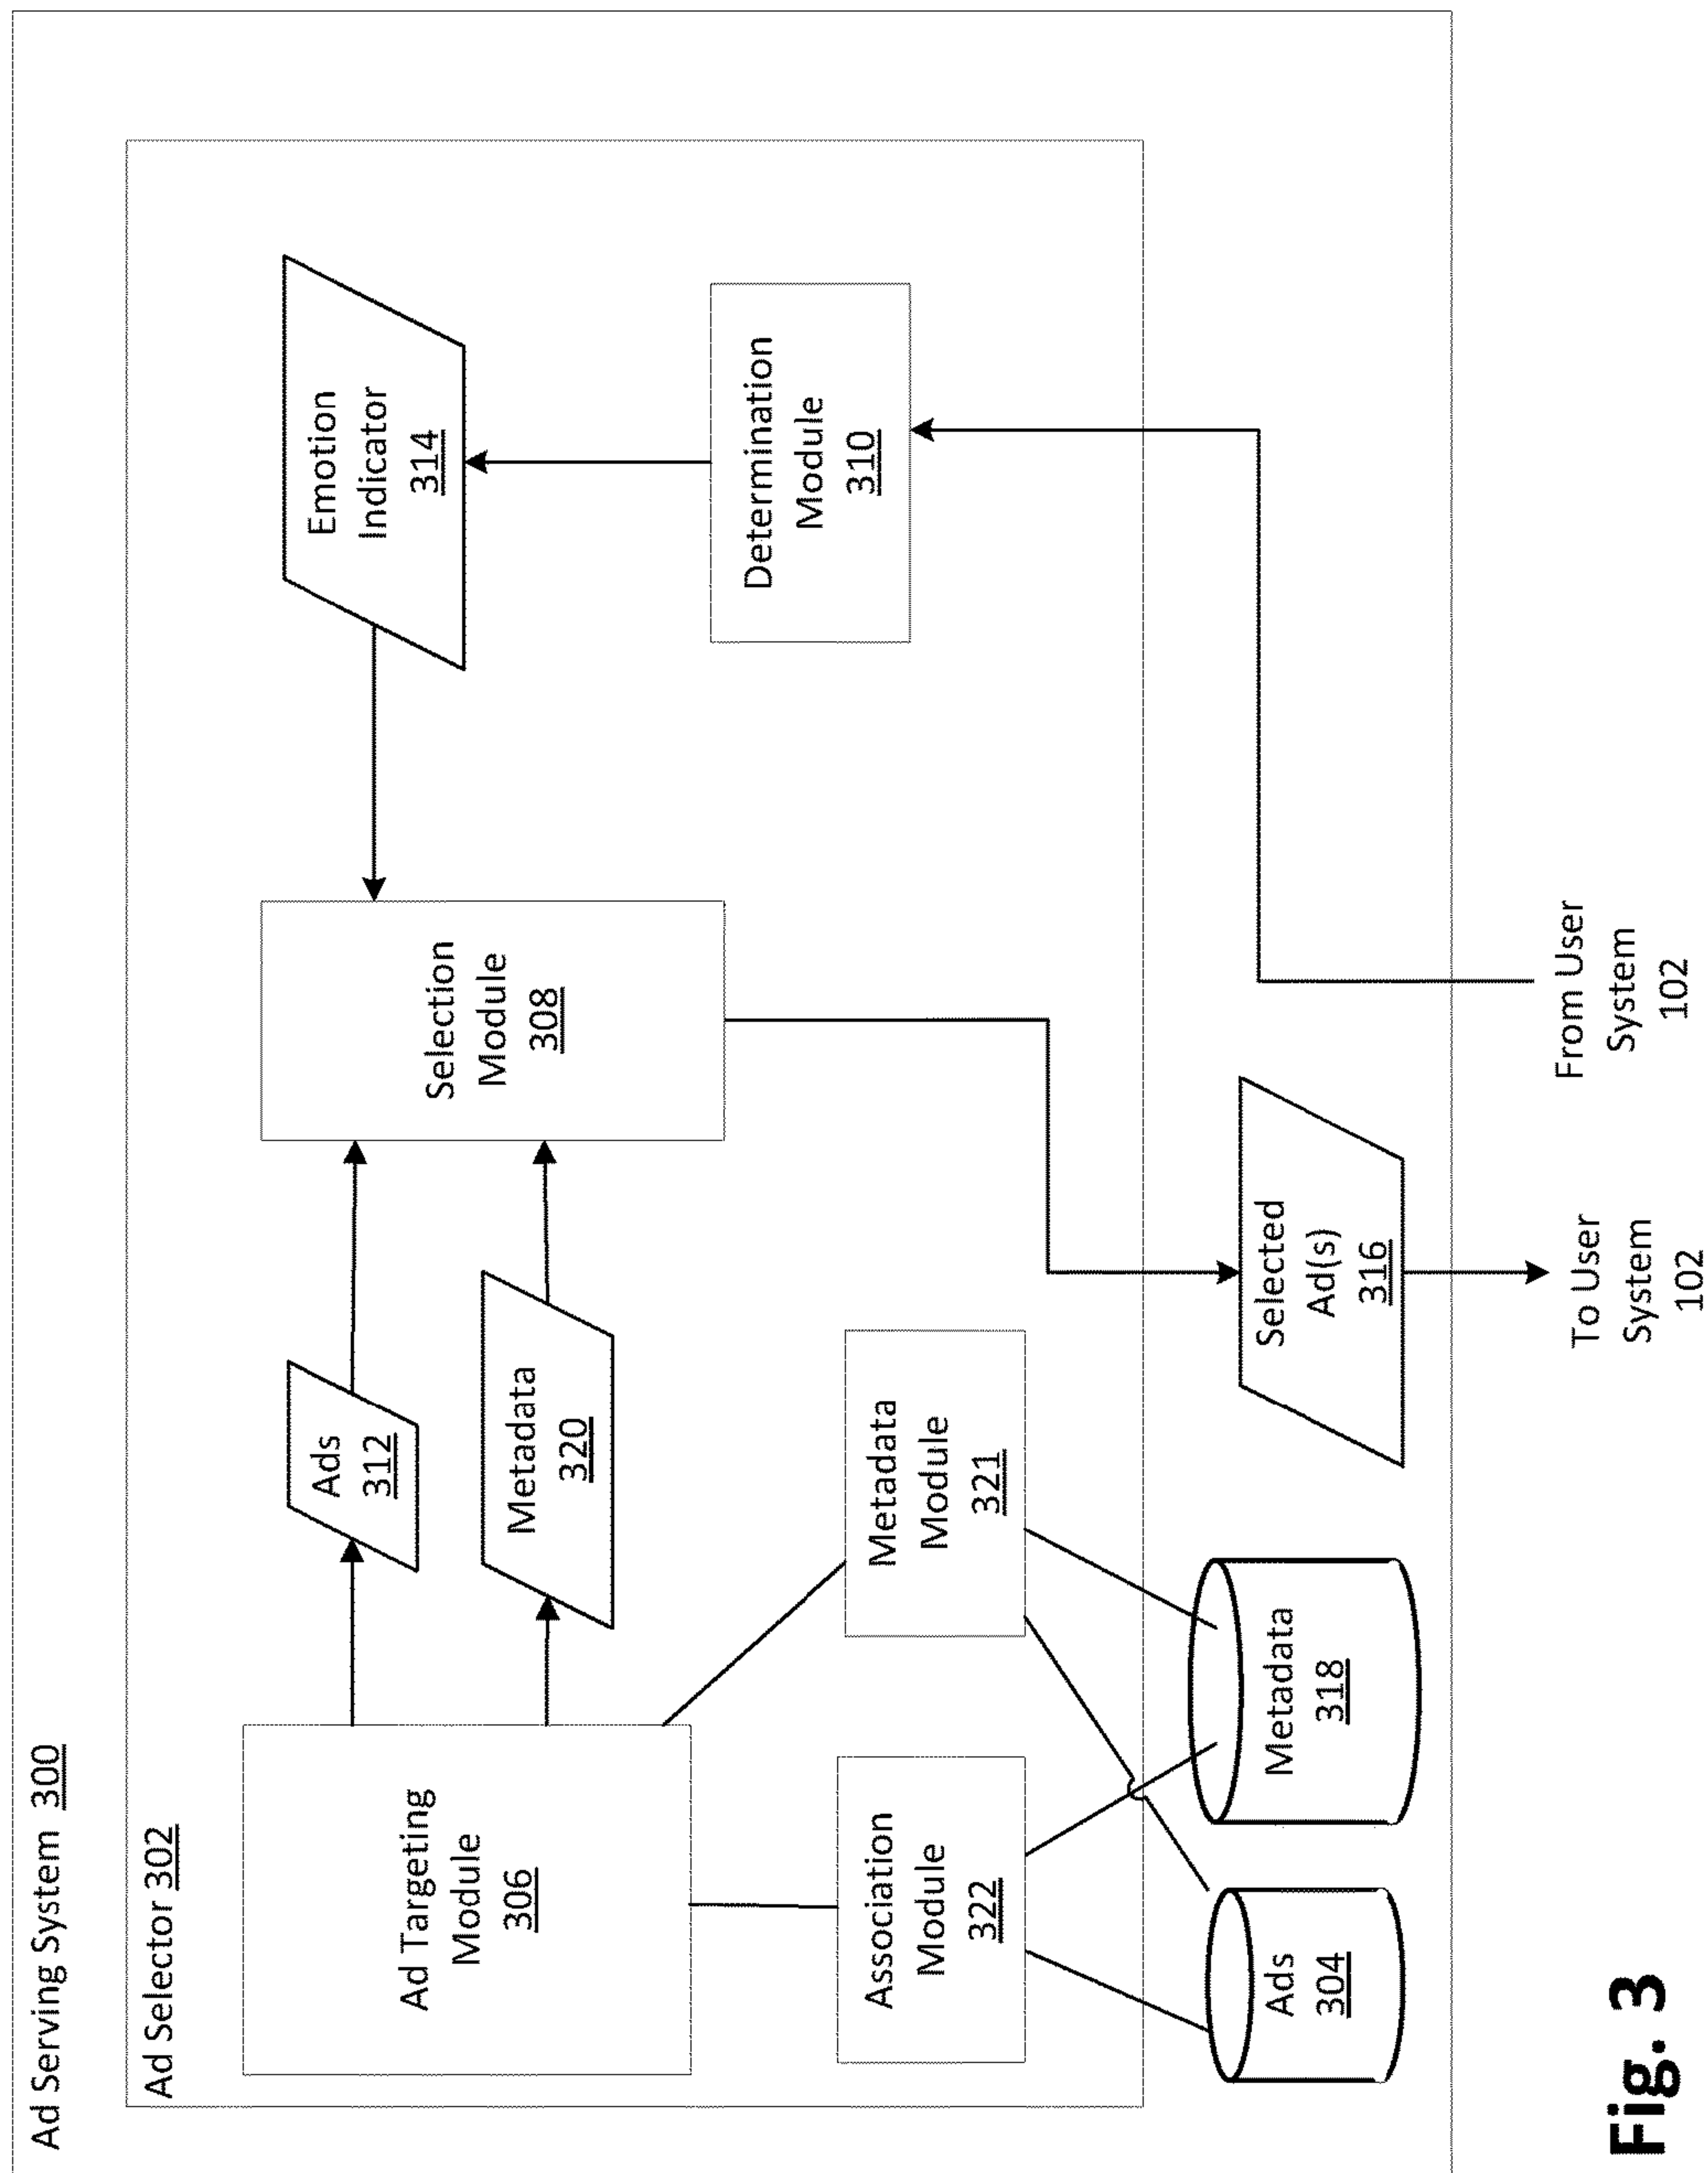 Ad Serving System 300
Ad Selector 302
Ad Targeting
Module
306
Ads
312
Metadata
320
Selection
Module
308
Emotion
Indicator
314
Association
Module
322
Metadata
Module
321
Determination
Module
310
Ads
304
Metadata
318
Selected
Ad(s)
316
To User
System
102
From User
System
102
Fig. 3